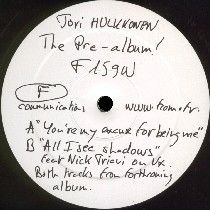 Jori HULKKONEN
The Pre-album!
F159W
F
communications www.fcom.fr.
A "You're my excuse for being me"
B "All I see shadows"
feat Nick Triani on Vx.
Both tracks from forthcoming
album.